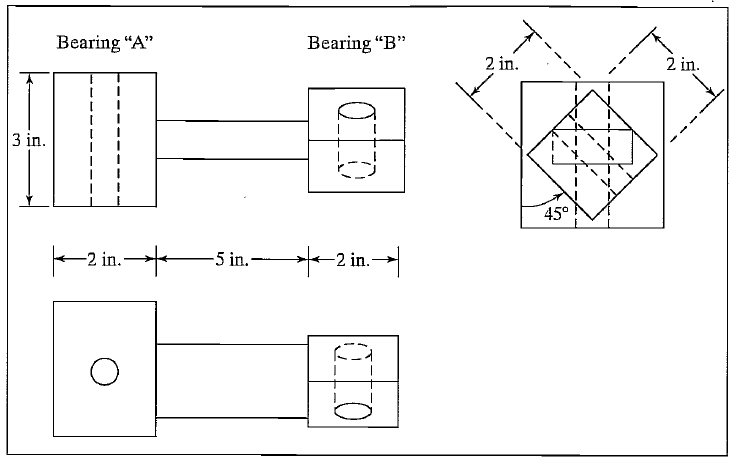 Bearing “A”
Bearing “B”
2 in.
2 in.
3 in.
45°
2 in.
5 in.
2 in.